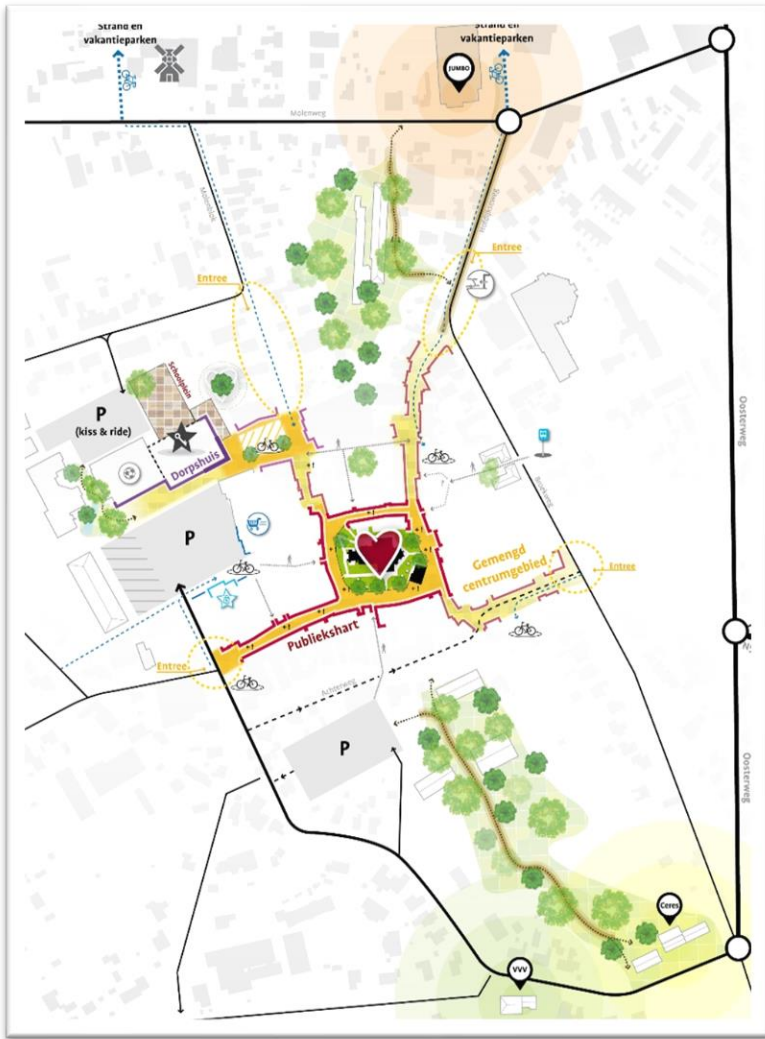 Strand en
vakantieparken
Strand en
vakantieparken
JUMBO
Molenweg
Entree
Entree
Schoolplein
P
(kiss & ride)
Dorpshuis
Oosterweg
P
Gemengd
centrumgebied
Entree
Publiekshart
Entree
Achterweg
P
Oosterweg
Ceres
VVV